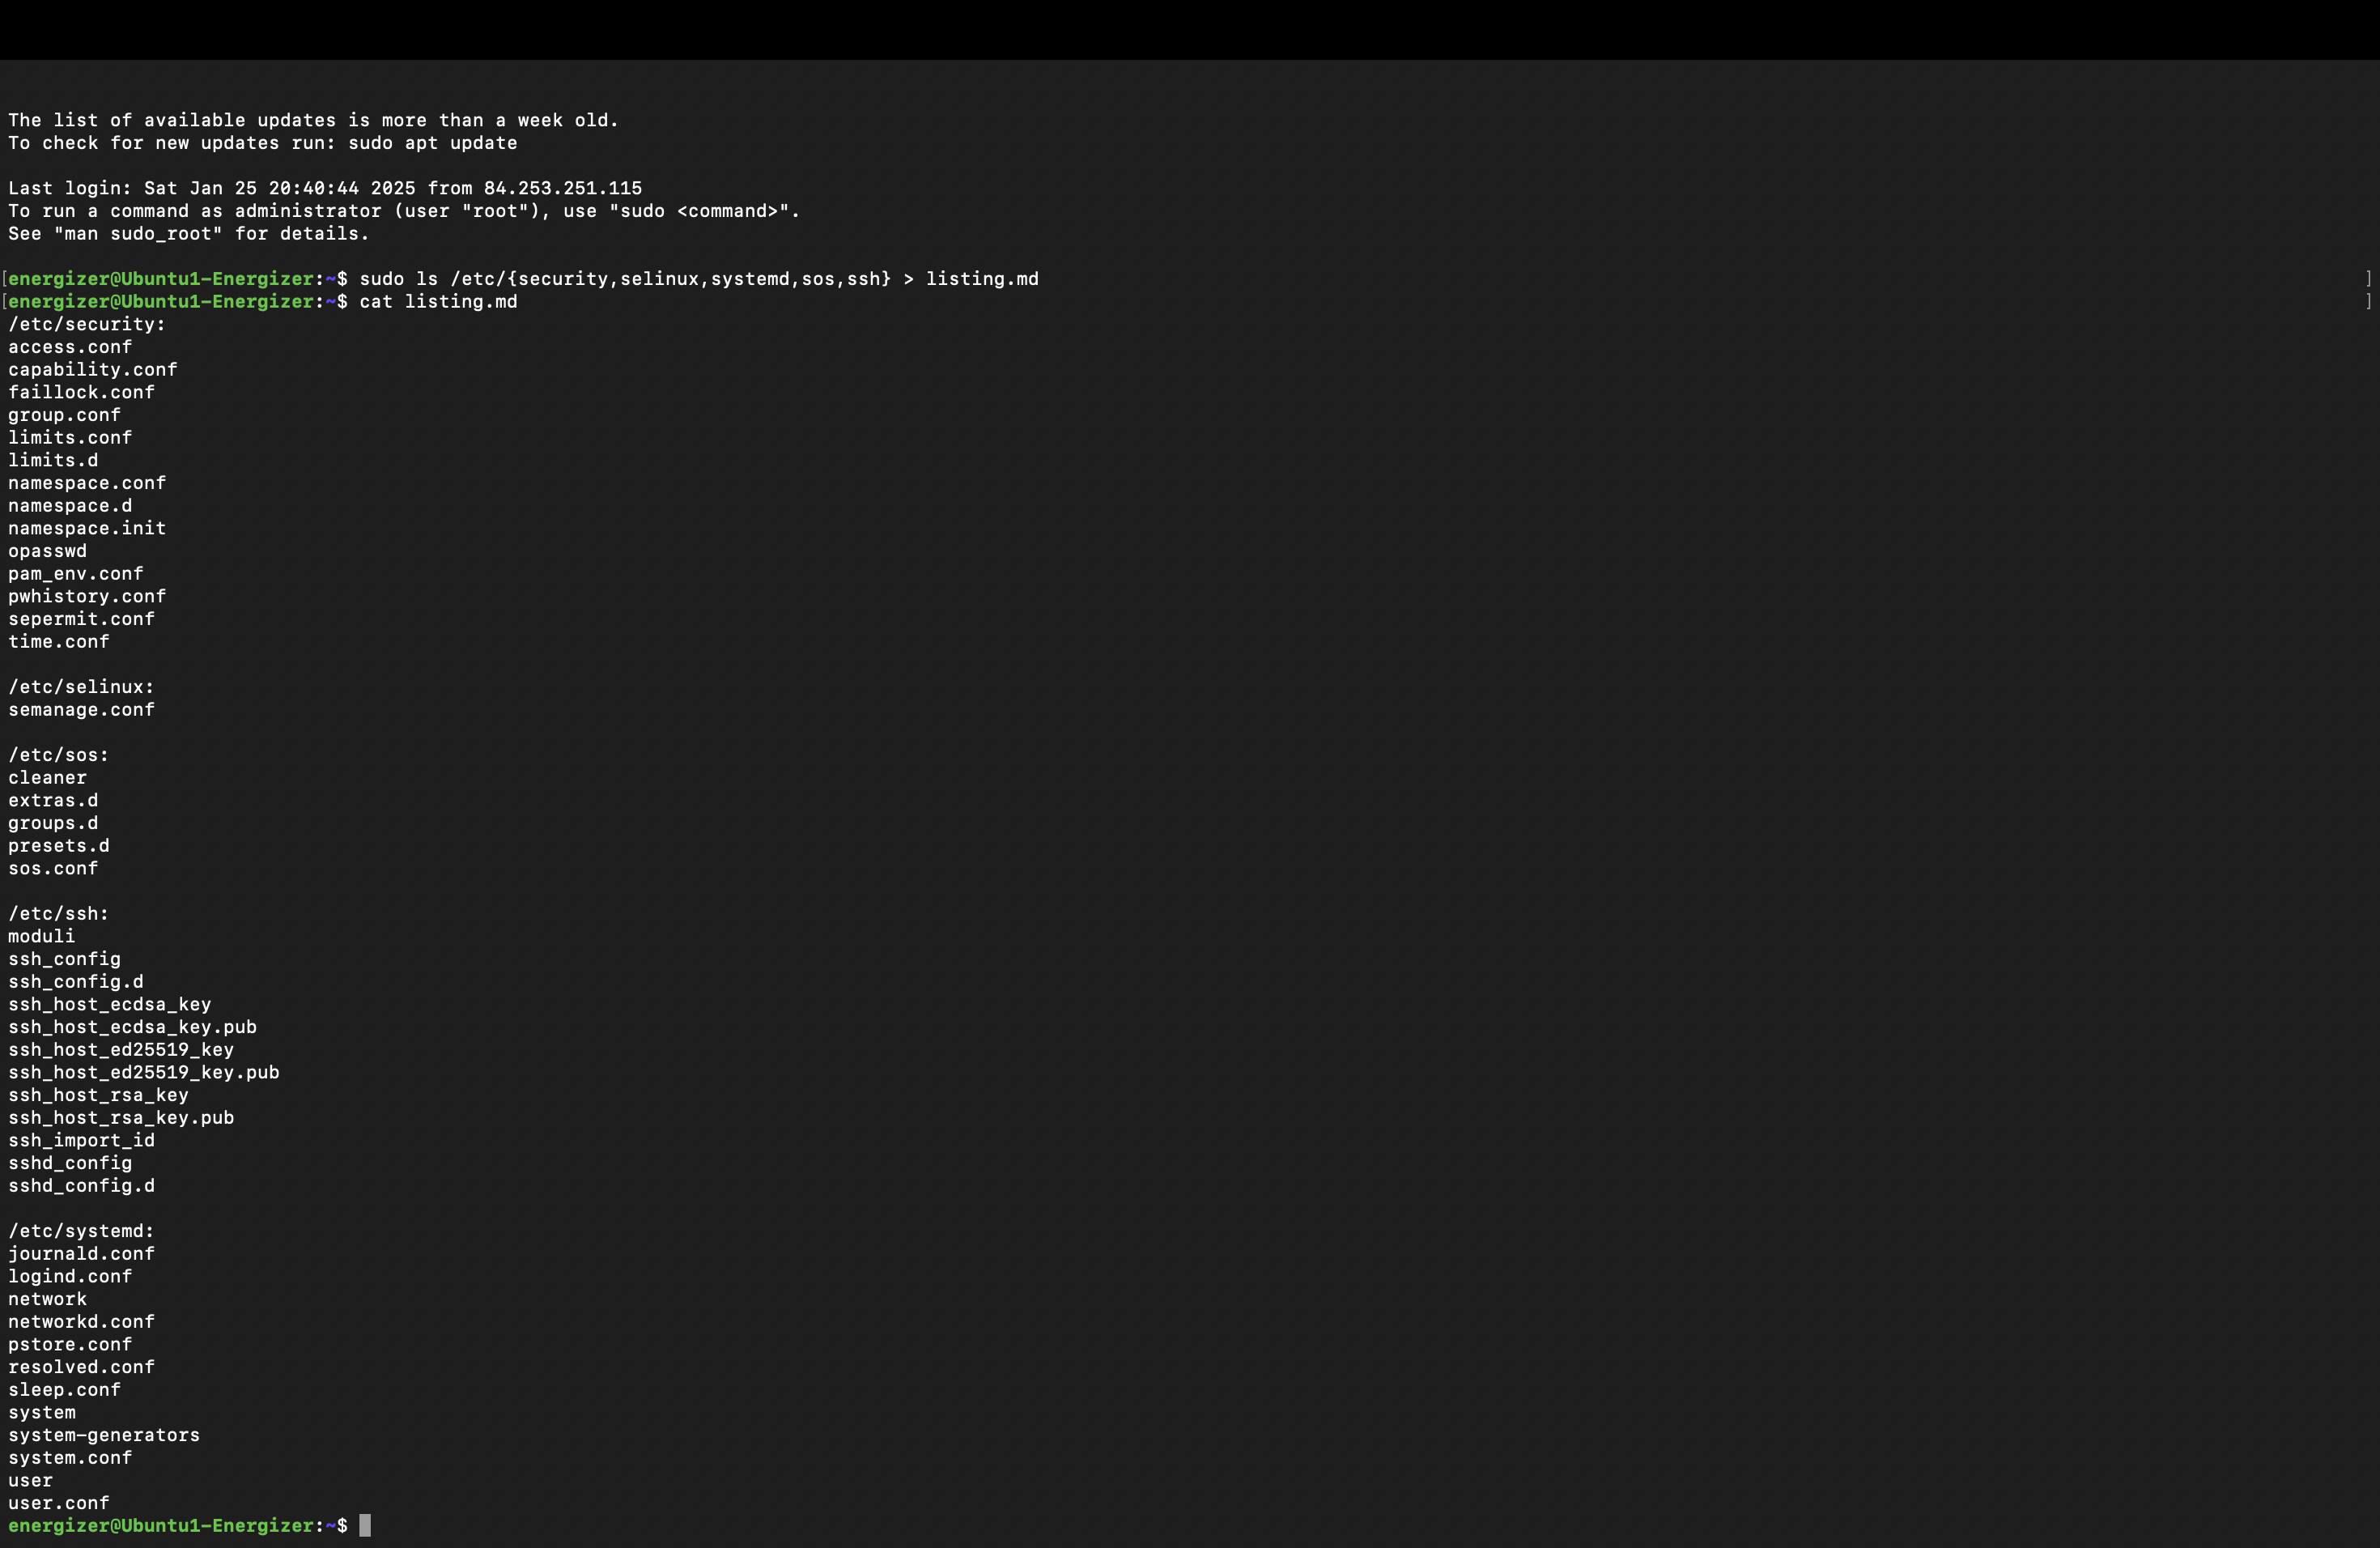 The list of available updates is more than a week old.
To check for new updates run: sudo apt update
Last login: Sat Jan 25 20:40:44 2025 from 84.253.251.115
To run a command as administrator (user "root"), use "sudo <command>".
See "man sudo_root" for details.
[energizer@Ubuntu1-Energizer:~$ sudo ls /etc/{security,selinux,systemd,sos,ssh} > listing.md ]
[energizer@Ubuntu1-Energizer:~$ cat listing.md ]
/etc/security:
access.conf
capability.conf
faillock.conf
group.conf
limits.conf
limits.d
namespace.conf
namespace.d
namespace.init
opasswd
pam_env.conf
pwhistory.conf
sepermit.conf
time.conf
/etc/selinux:
semanage.conf
/etc/sos:
cleaner
extras.d
groups.d
presets.d
sos.conf
/etc/ssh:
moduli
ssh_config
ssh_config.d
ssh_host_ecdsa_key
ssh_host_ecdsa_key.pub
ssh_host_ed25519_key
ssh_host_ed25519_key.pub
ssh_host_rsa_key
ssh_host_rsa_key.pub
ssh_import_id
sshd_config
sshd_config.d
/etc/systemd:
journald.conf
logind.conf
network
networkd.conf
pstore.conf
resolved.conf
sleep.conf
system
system-generators
system.conf
user
user.conf
energizer@Ubuntu1-Energizer:~$